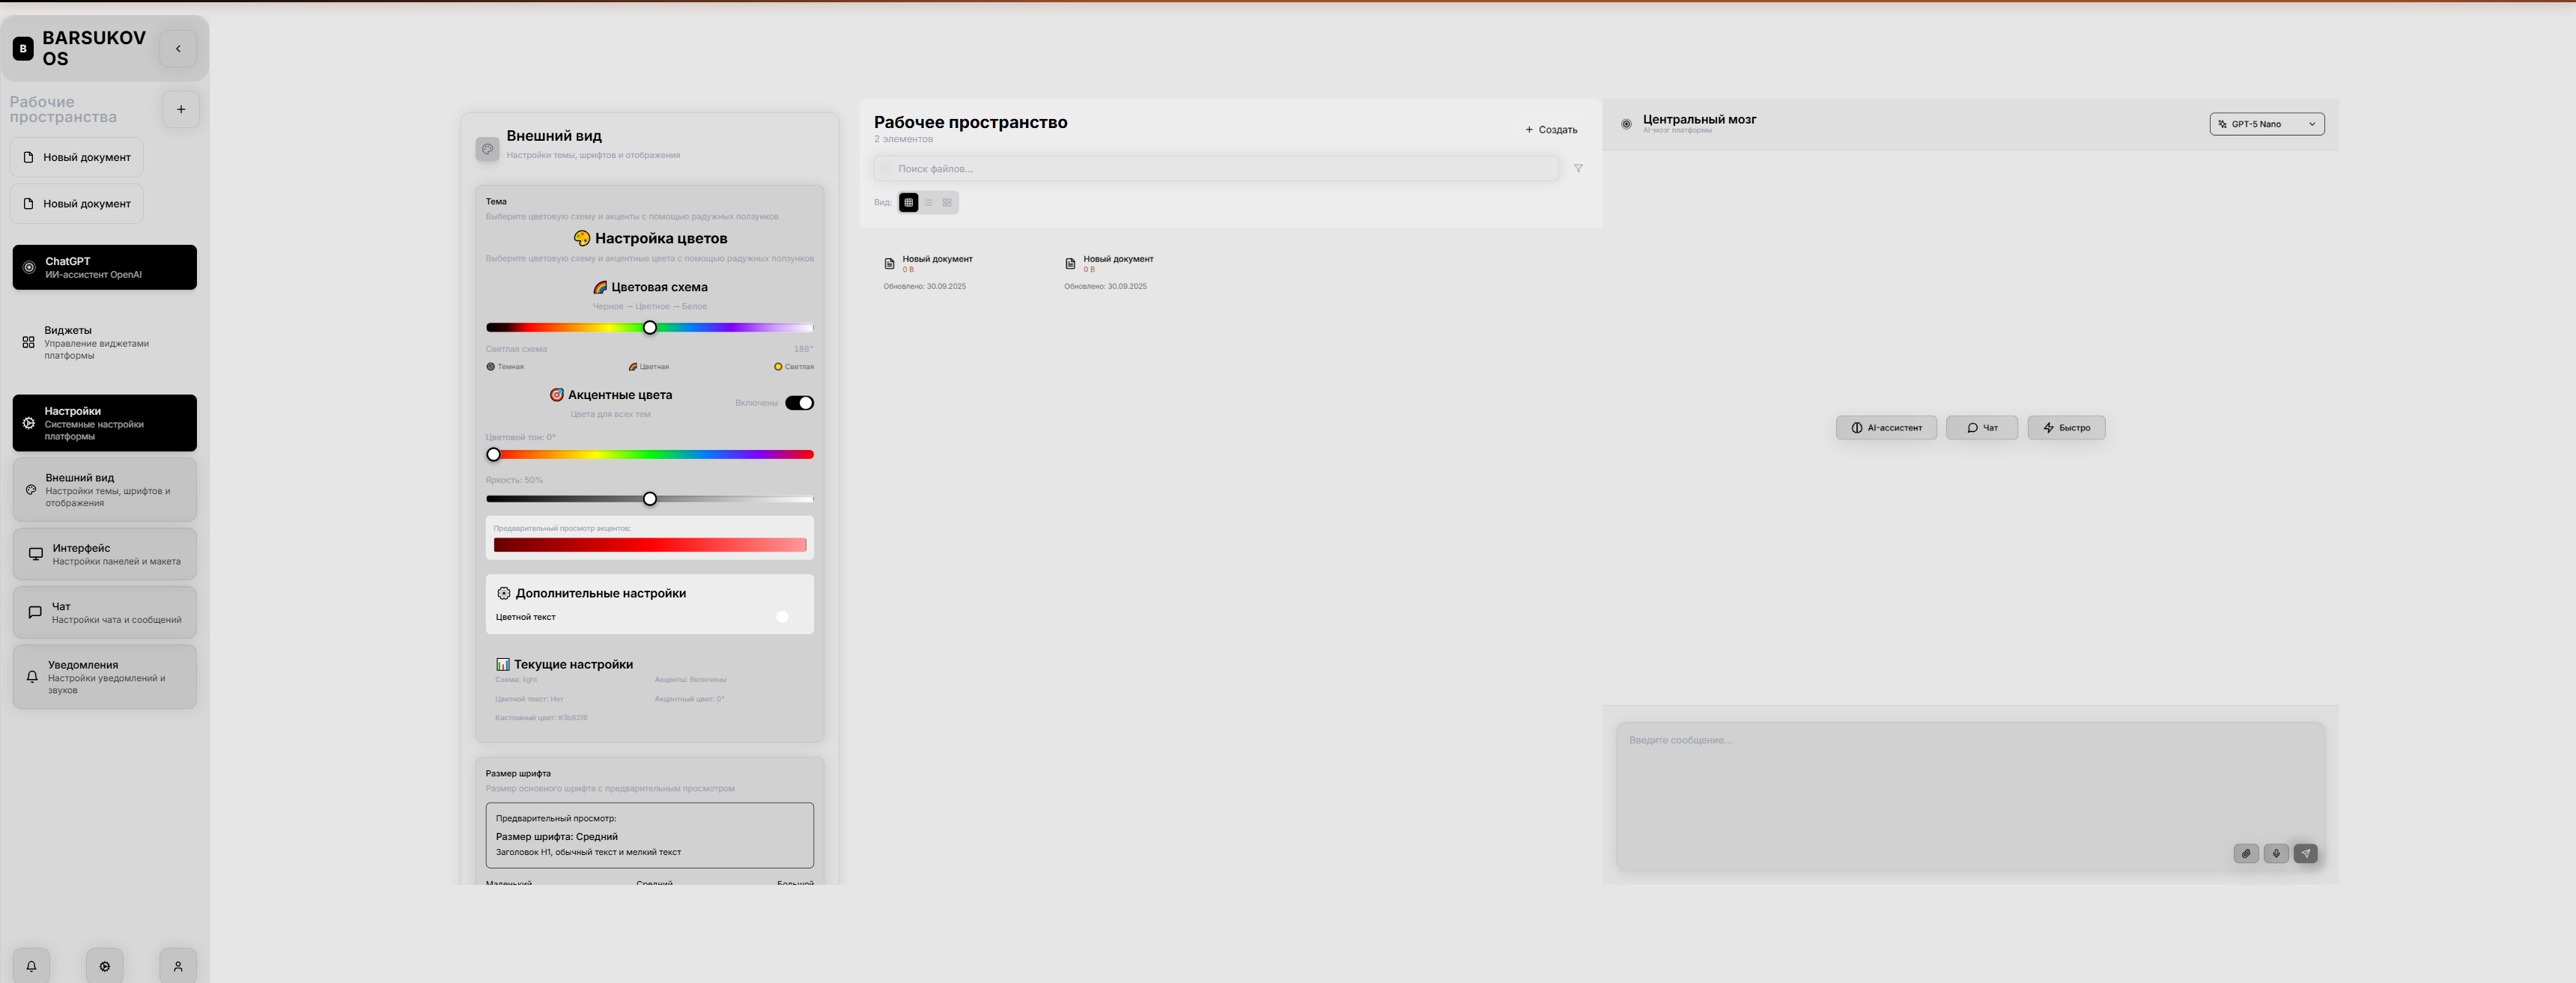 B
BARSUKOV
OS
Рабочие
пространства
Новый документ
Новый документ
ChatGPT
ИИ-ассистент OpenAI
Виджеты
Управление виджетами
платформы
Настройки
Системные настройки
платформы
Внешний вид
Настройки темы, шрифтов и
отображения
Интерфейс
Настройки панелей и макета
Чат
Настройки чата и сообщений
Уведомления
Настройки уведомлений и
звуков
Внешний вид
Настройки темы, шрифтов и отображения
Тема
Выберите цветовую схему и акценты с помощью радужных ползунков
Настройка цветов
Выберите цветовую схему и акцентные цвета с помощью радужных ползунков
Цветовая схема
Черное → Цветное → Белое
Светлая схема
180°
Темная
Цветная
Светлая
Акцентные цвета
Цвета для всех тем
Включены
Цветовой тон: 0°
Яркость: 50%
Предварительный просмотр акцентов:
Дополнительные настройки
Цветной текст
Текущие настройки
Схема: light
Акценты: Включены
Цветной текст: Нет
Акцентный цвет: 0°
Кастомный цвет: #3b82f6
Размер шрифта
Размер основного шрифта с предварительным просмотром
Предварительный просмотр:
Размер шрифта: Средний
Заголовок H1, обычный текст и мелкий текст
Маленький
Средний
Большой
Рабочее пространство
2 элементов
+ Создать
Поиск файлов...
Вид:
Новый документ
0 B
Обновлено: 30.09.2025
Новый документ
0 B
Обновлено: 30.09.2025
Центральный мозг
AI-мозг платформы
GPT-5 Nano
AI-ассистент
Чат
Быстро
Введите сообщение...